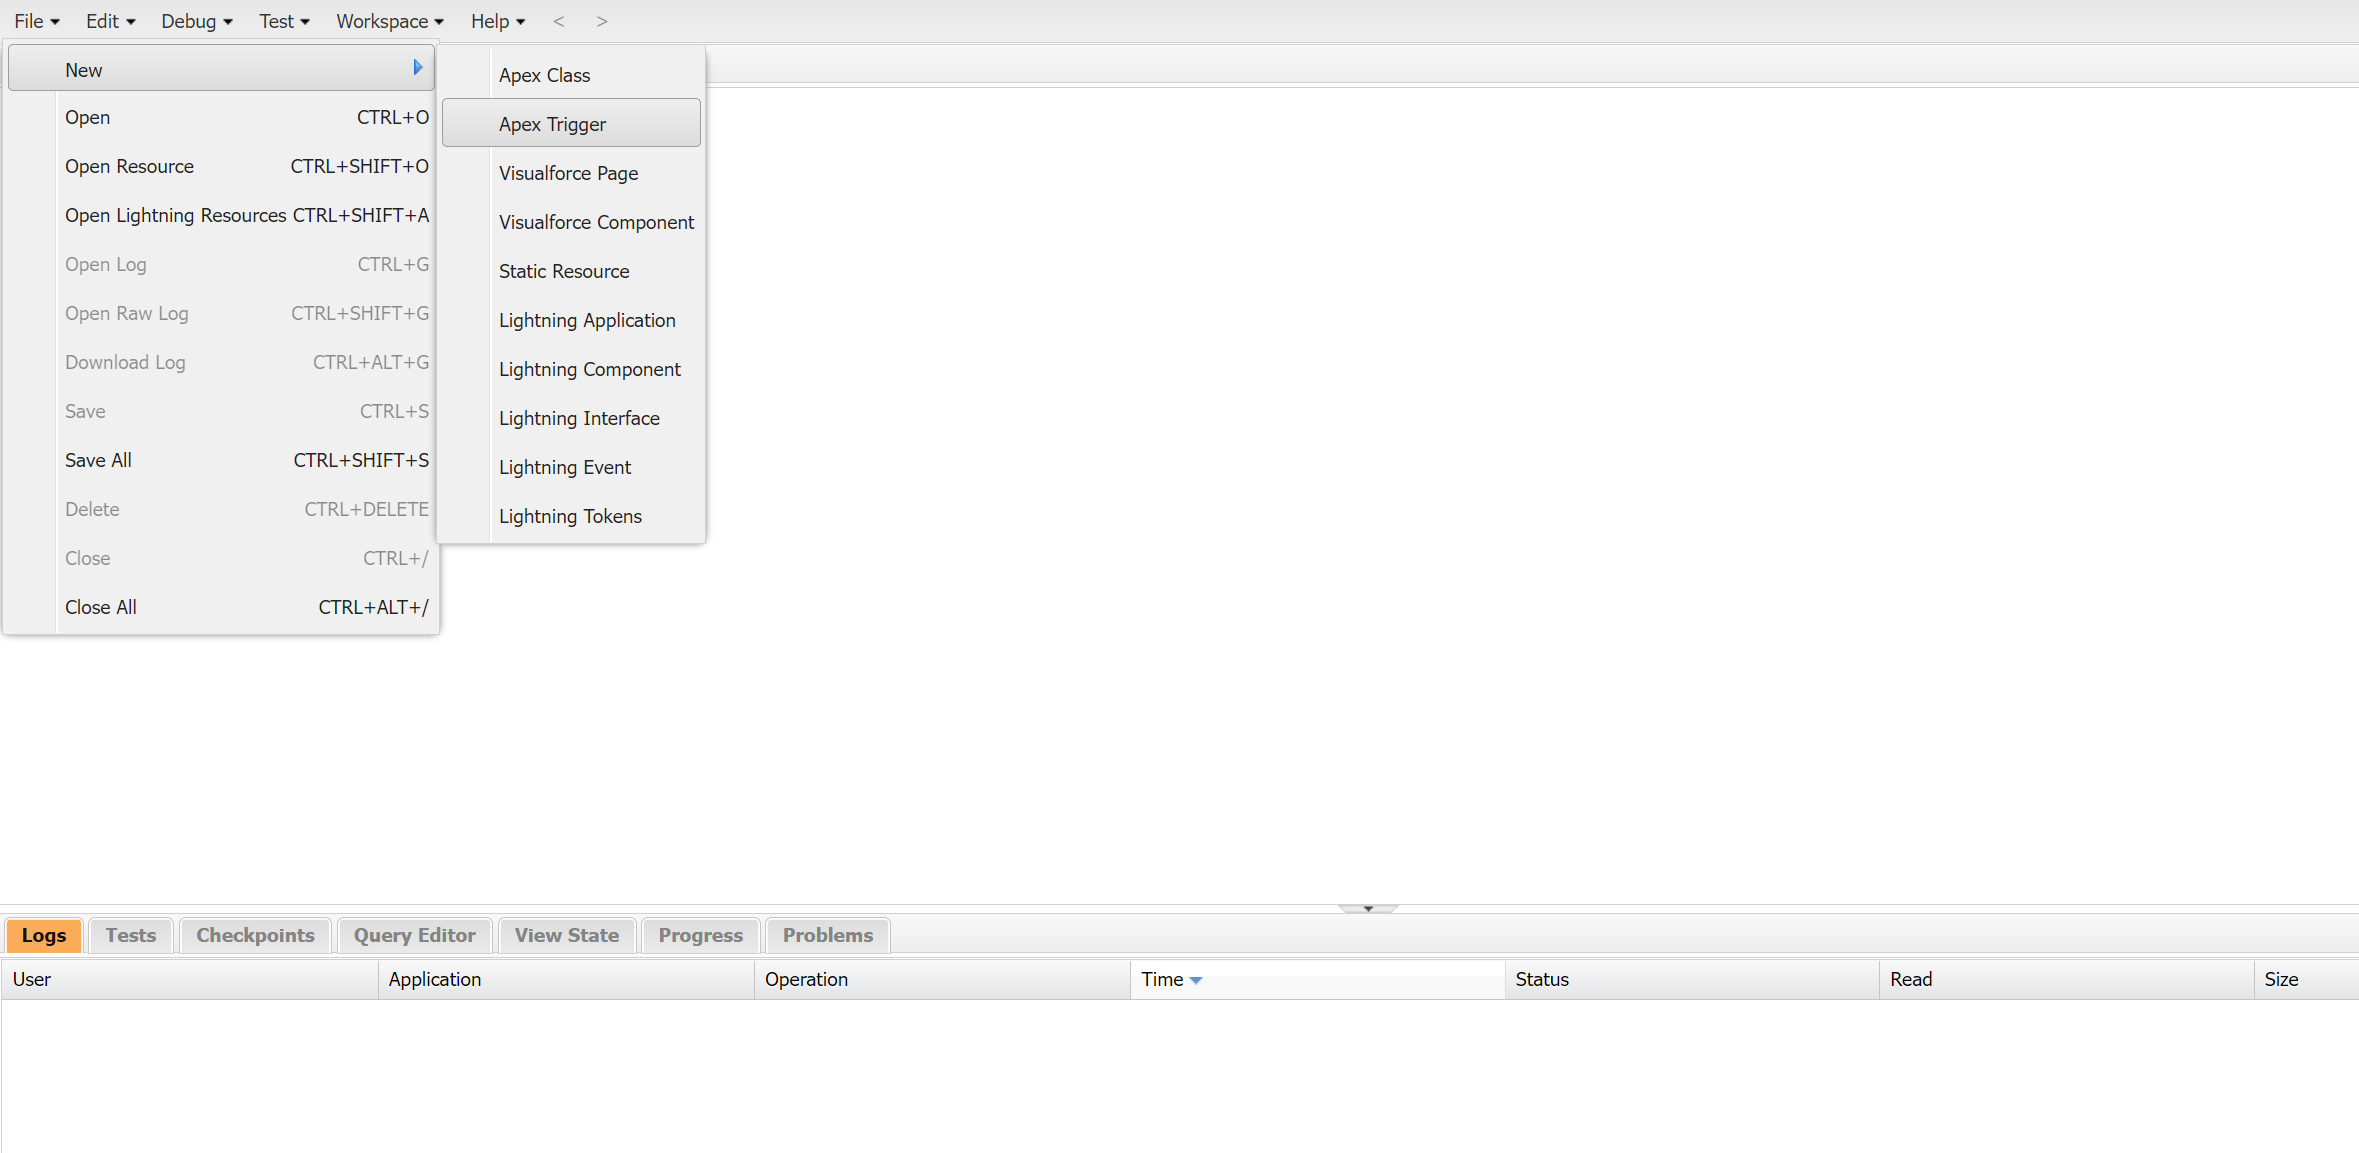 File Edit Debug Test Workspace Help < >
New
Open CTRL+O
Open Resource CTRL+SHIFT+O
Open Lightning Resources CTRL+SHIFT+A
Open Log CTRL+G
Open Raw Log CTRL+SHIFT+G
Download Log CTRL+ALT+G
Save CTRL+S
Save All CTRL+SHIFT+S
Delete CTRL+DELETE
Close CTRL+/
Close All CTRL+ALT+/
Apex Class
Apex Trigger
Visualforce Page
Visualforce Component
Static Resource
Lightning Application
Lightning Component
Lightning Interface
Lightning Event
Lightning Tokens
Logs Tests Checkpoints Query Editor View State Progress Problems
User Application Operation Time Status Read Size